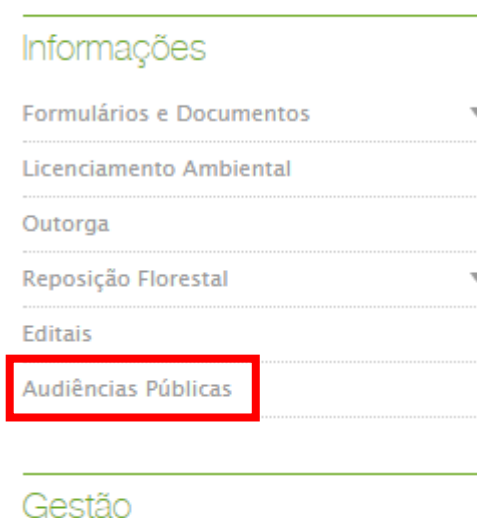 Informações
Formulários e Documentos
Licenciamento Ambiental
Outorga
Reposição Florestal
Editais
Audiências Públicas
Gestão